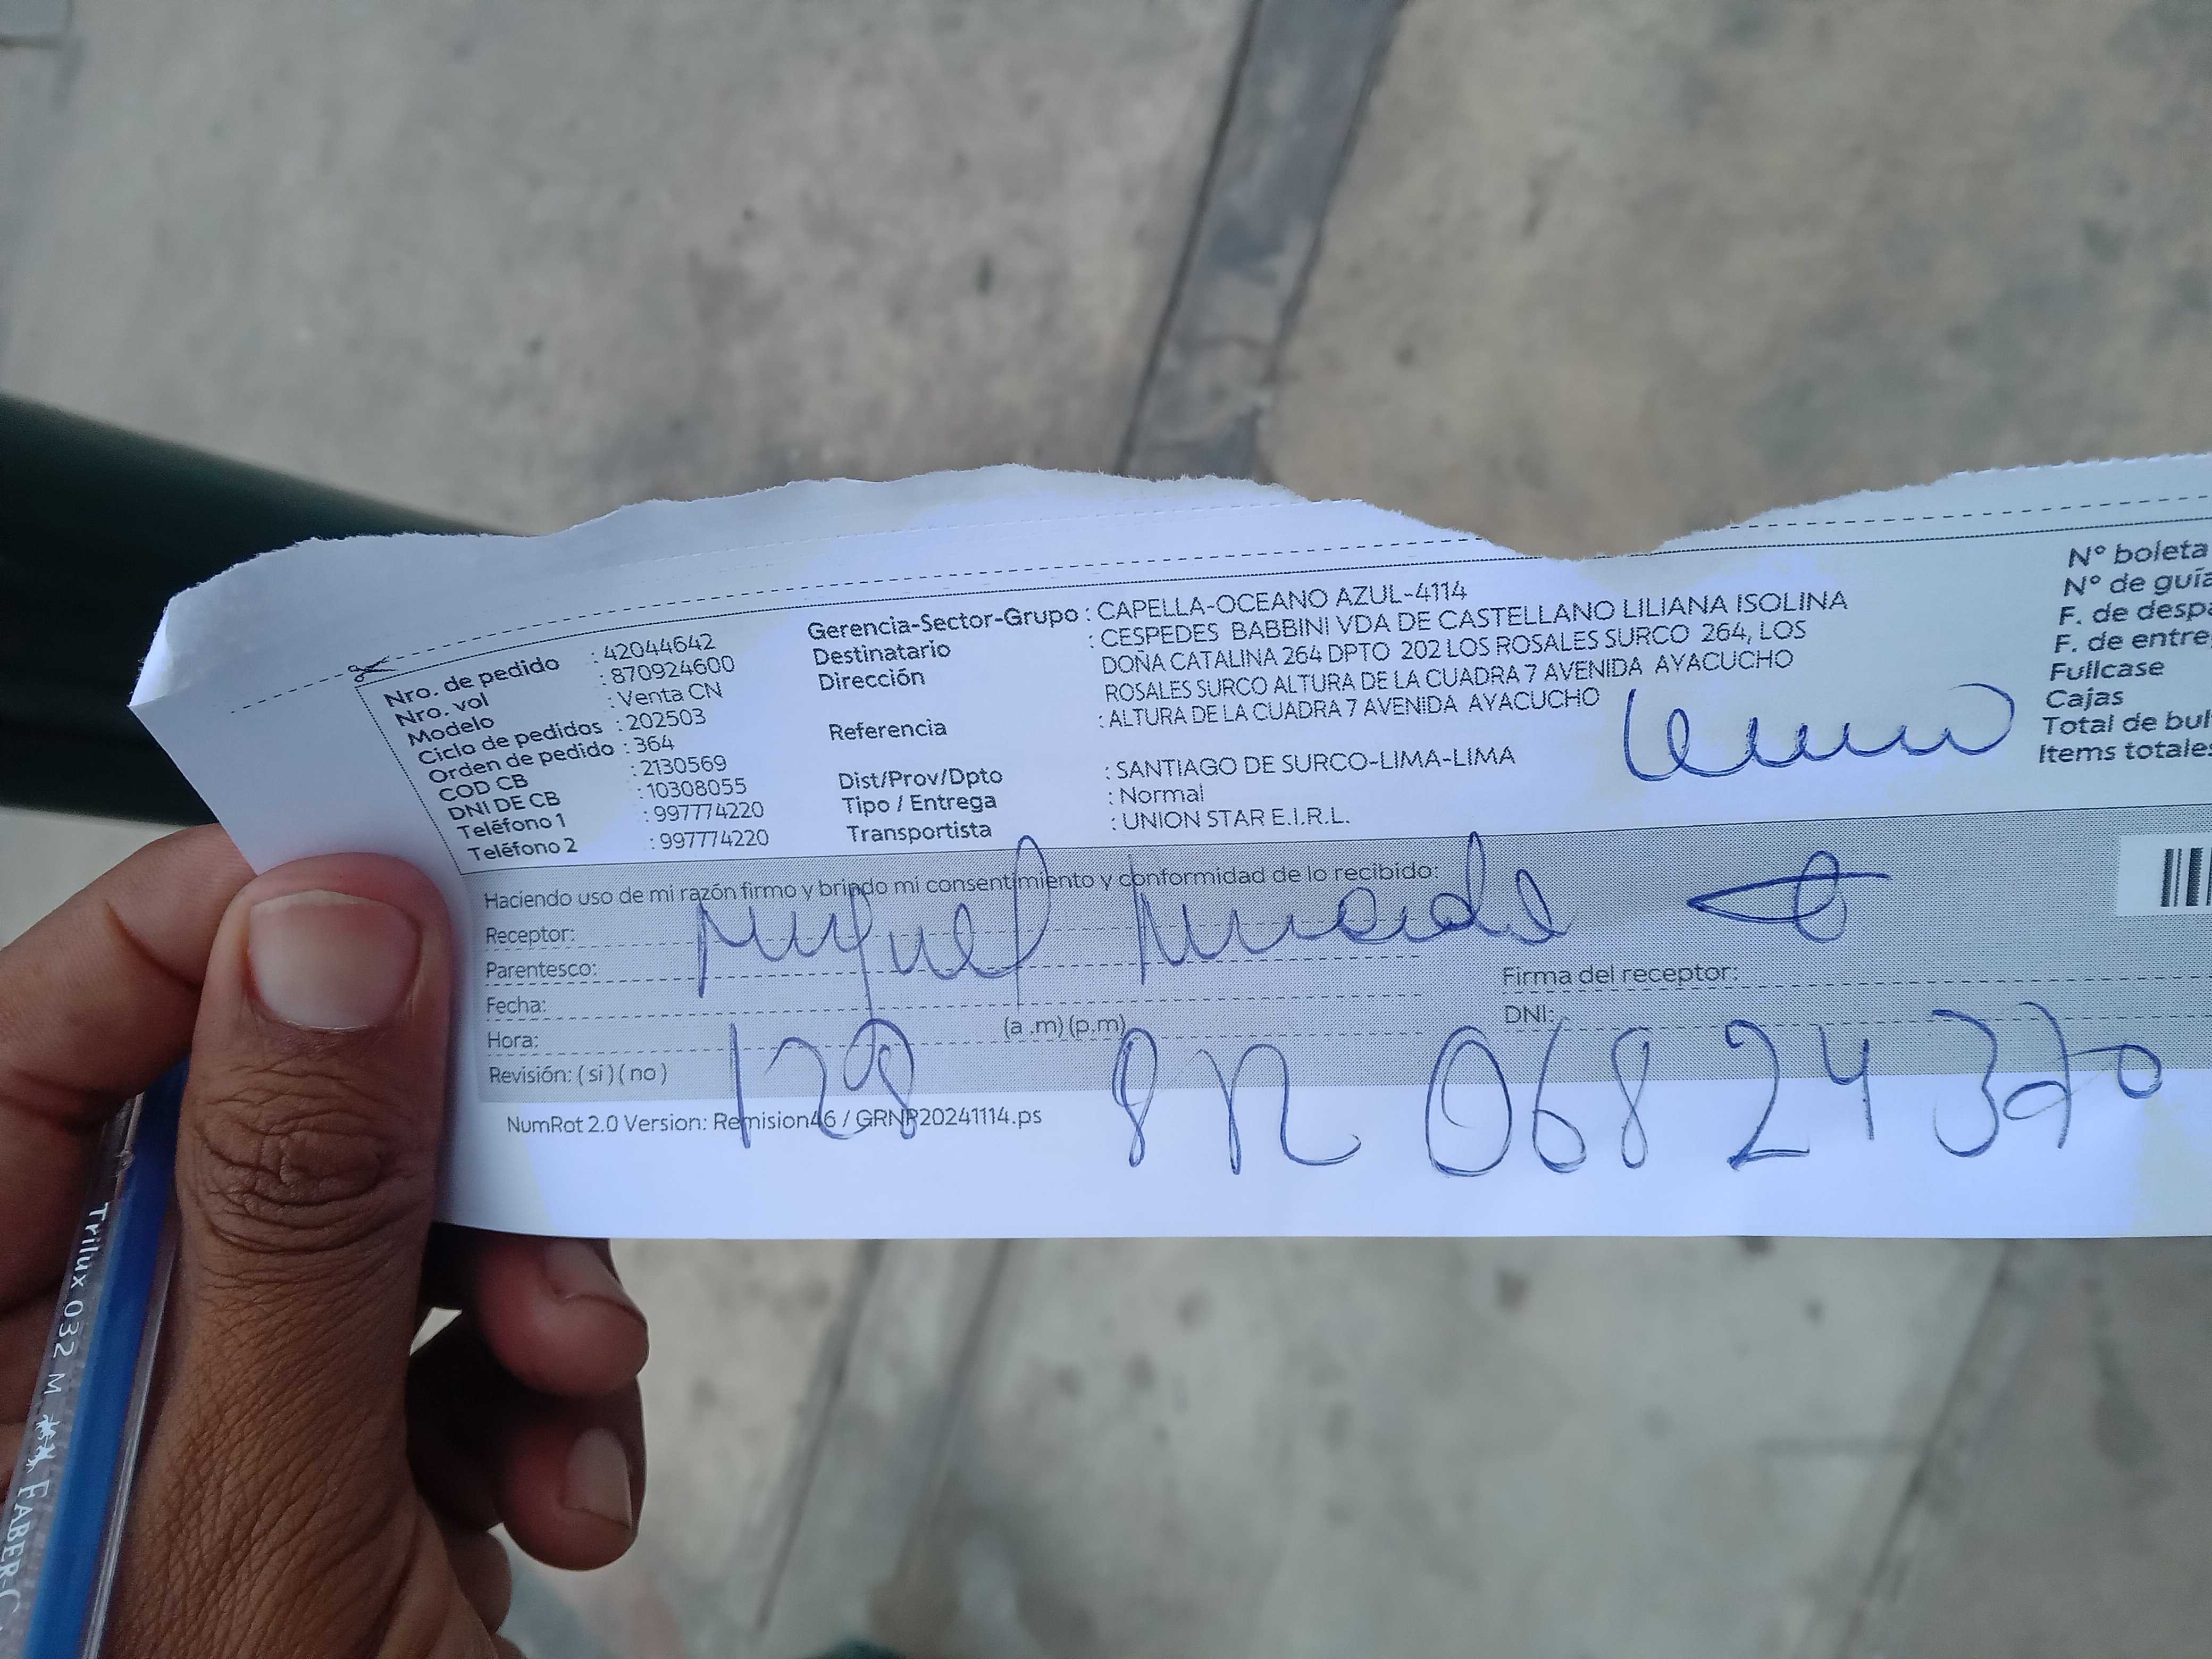 Nro. de pedido : 42044642
Nro. vol : 870924600
Modelo : Venta CN
Ciclo de pedidos : 202503
Orden de pedido : 364
COD CB : 2130569
DNI DE CB : 10308055
Teléfono 1 : 997774220
Teléfono 2 : 997774220
Gerencia-Sector-Grupo : CAPELLA-OCEANO AZUL-4114
Destinatario : CESPEDES BABBINI VDA DE CASTELLANO LILIANA ISOLINA
Dirección DOÑA CATALINA 264 DPTO 202 LOS ROSALES SURCO 264, LOS
ROSALES SURCO ALTURA DE LA CUADRA 7 AVENIDA AYACUCHO
Referencia : ALTURA DE LA CUADRA 7 AVENIDA AYACUCHO
Dist/Prov/Dpto : SANTIAGO DE SURCO-LIMA-LIMA
Tipo / Entrega : Normal
Transportista : UNION STAR E.I.R.L.
N° boleta
N° de guía
F. de despa
F. de entre
Fullcase
Cajas
Total de bul
Items totales
Haciendo uso de mi razón firmo y brindo mi consentimiento y conformidad de lo recibido:
Receptor: Miguel
Parentesco:
Fecha:
Hora: (a .m) (p.m)
Revisión: ( si ) ( no )
Firma del receptor:
DNI:
128 06824370
NumRot 2.0 Version: Remision46 / GRNP20241114.ps
Trilux 032 M FABER-C